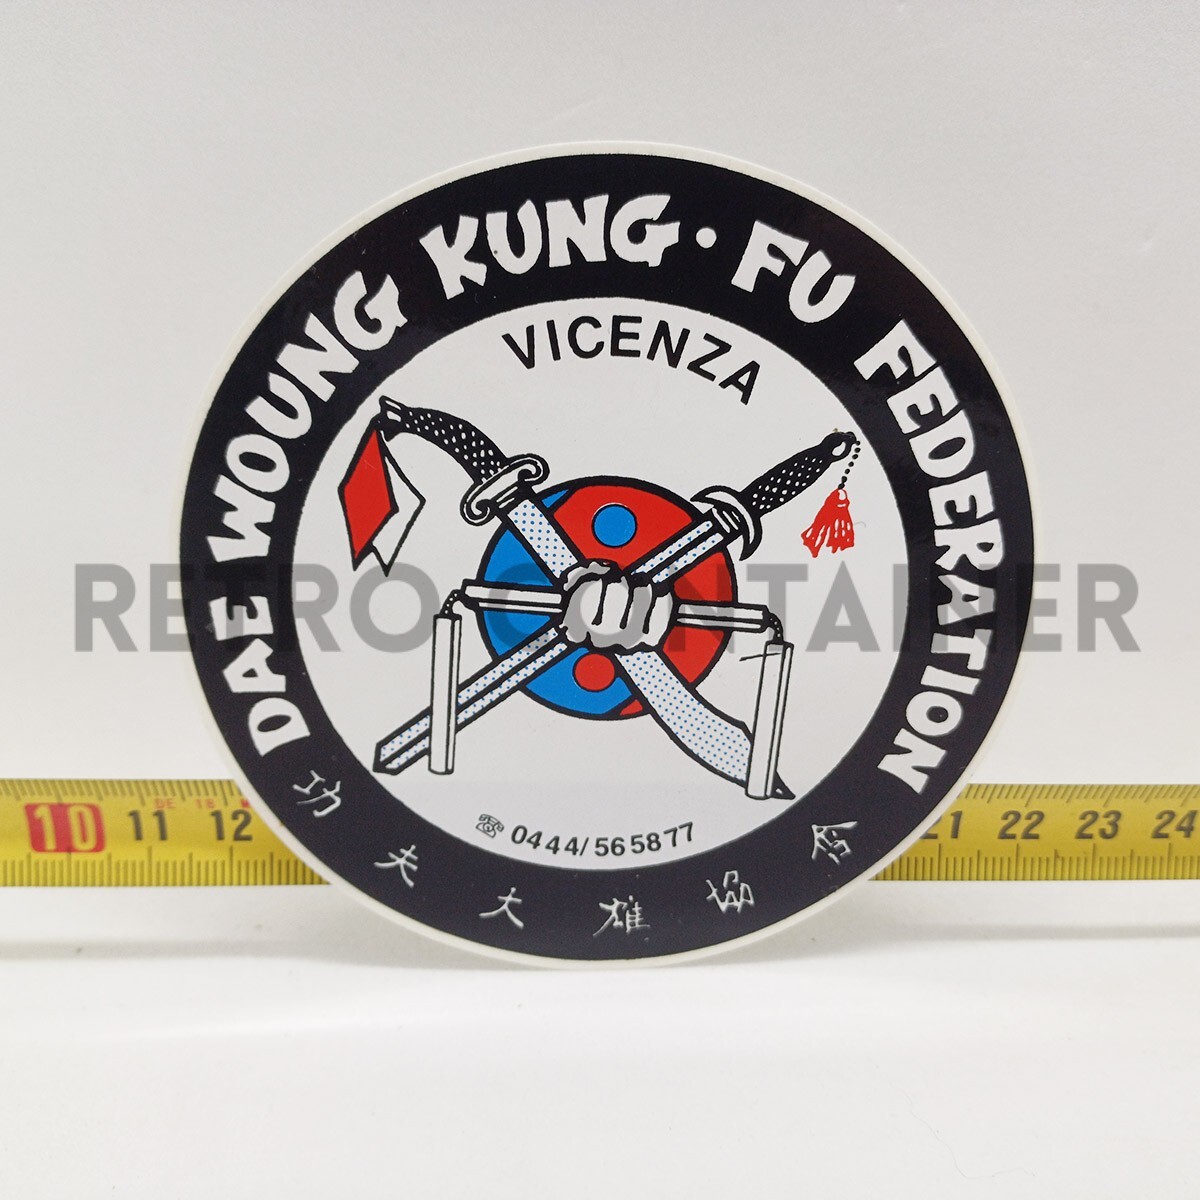 DAE WOUNG KUNG·FU FEDERATION
VICENZA
☏ 0444/565877
功夫大雄協會
RETRO CONTAINER
10 11 12 21 22 23 24